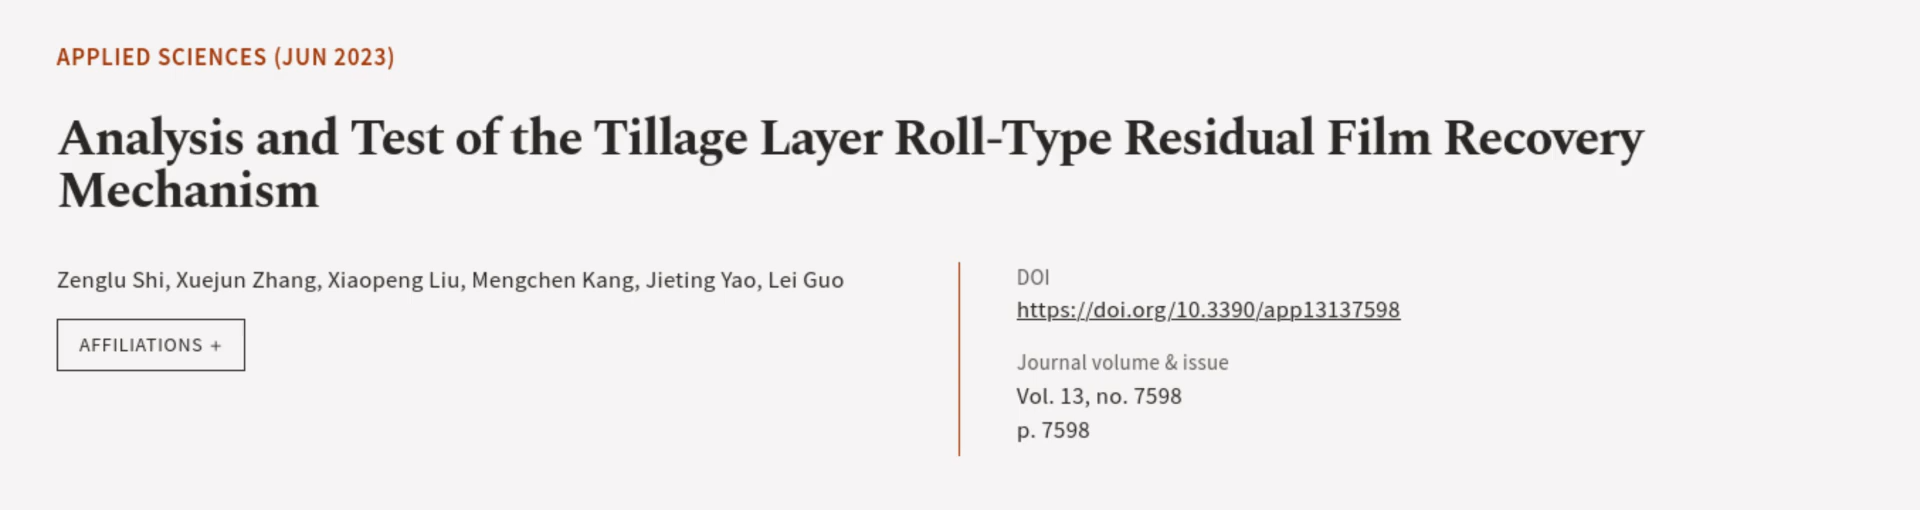 APPLIED SCIENCES (JUN 2023)
Analysis and Test of the Tillage Layer Roll-Type Residual Film Recovery
Mechanism
Zenglu Shi, Xuejun Zhang, Xiaopeng Liu, Mengchen Kang, Jieting Yao, Lei Guo
AFFILIATIONS +
DOI
https://doi.org/10.3390/app13137598
Journal volume & issue
Vol. 13, no. 7598
p. 7598